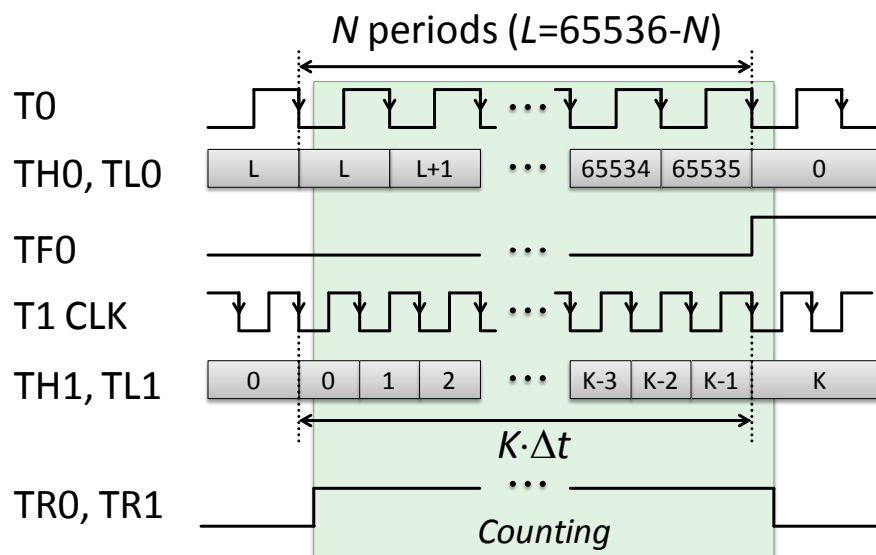 N periods (L=65536-N)
T0
TH0, TL0 L L L+1 ... 65534 65535 0
TF0 ...
T1 CLK ...
TH1, TL1 0 0 1 2 ... K-3 K-2 K-1 K
K·Δt
TR0, TR1 ...
Counting